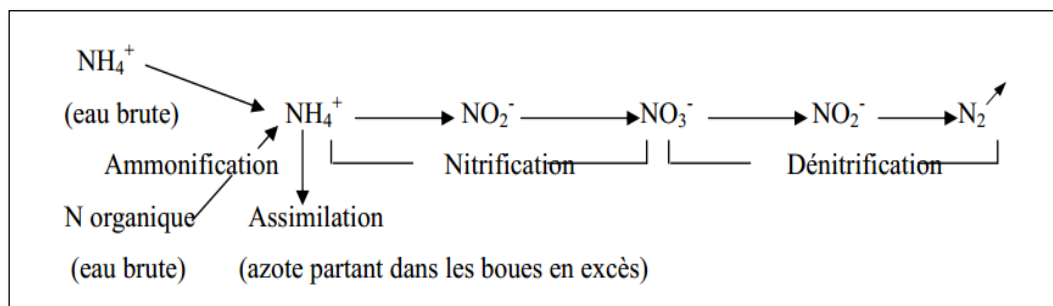 NH₄⁺
(eau brute) NH₄⁺ NO₂⁻ NO₃⁻ NO₂⁻ N₂
Ammonification Nitrification Dénitrification
N organique Assimilation
(eau brute) (azote partant dans les boues en excès)